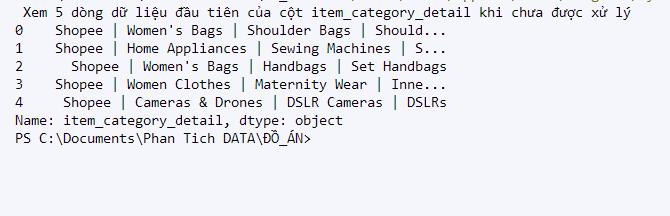 Xem 5 dòng dữ liệu đầu tiên của cột item_category_detail khi chưa được xử lý
0    Shopee | Women's Bags | Shoulder Bags | Should...
1    Shopee | Home Appliances | Sewing Machines | S...
2      Shopee | Women's Bags | Handbags | Set Handbags
3    Shopee | Women Clothes | Maternity Wear | Inne...
4     Shopee | Cameras & Drones | DSLR Cameras | DSLRs
Name: item_category_detail, dtype: object
PS C:\Documents\Phan Tich DATA\ĐỒ_ÁN>